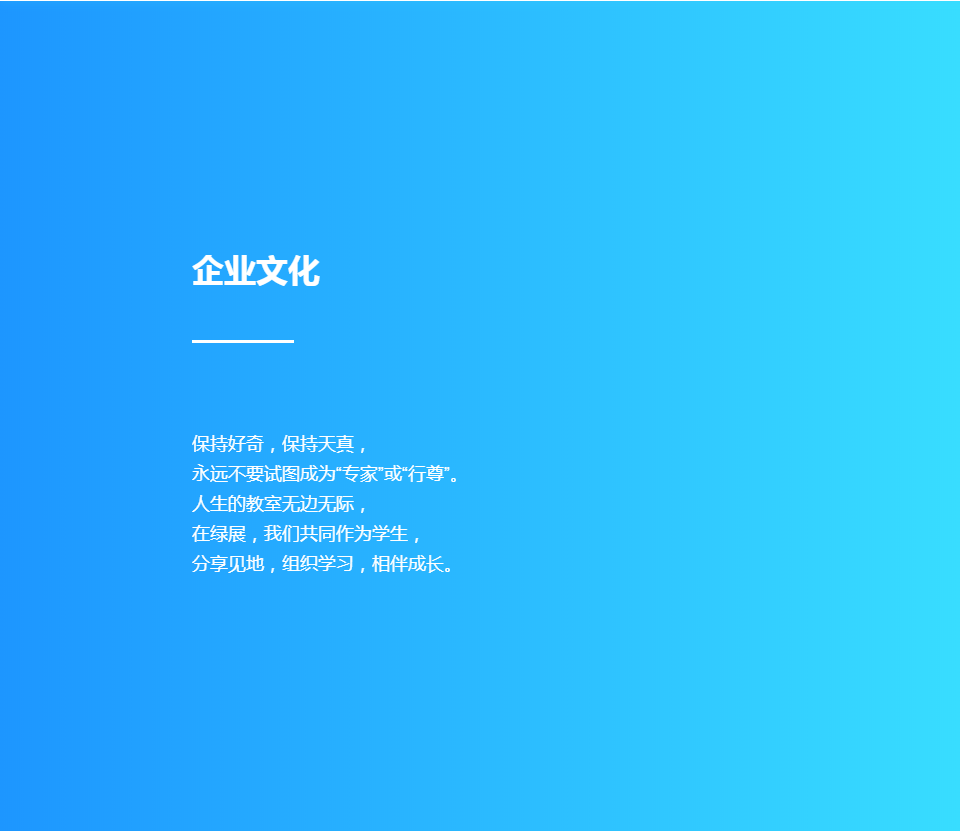 企业文化
保持好奇，保持天真，
永远不要试图成为“专家”或“行尊”。
人生的教室无边无际，
在绿展，我们共同作为学生，
分享见地，组织学习，相伴成长。